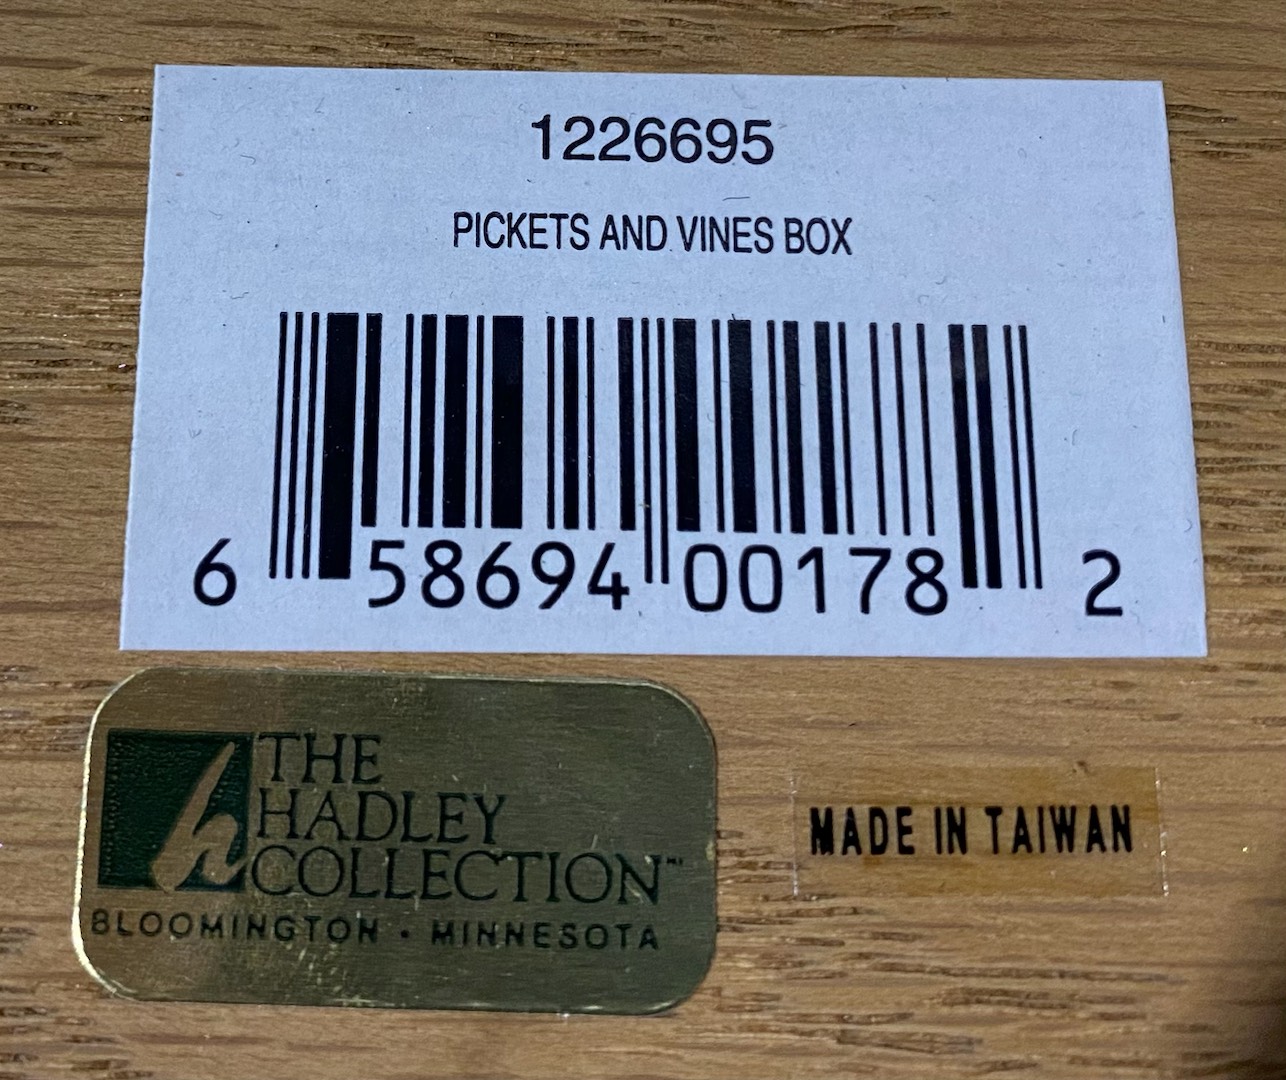 1226695
PICKETS AND VINES BOX
6 58694 00178 2
THE
HADLEY
COLLECTION™
BLOOMINGTON · MINNESOTA
MADE IN TAIWAN